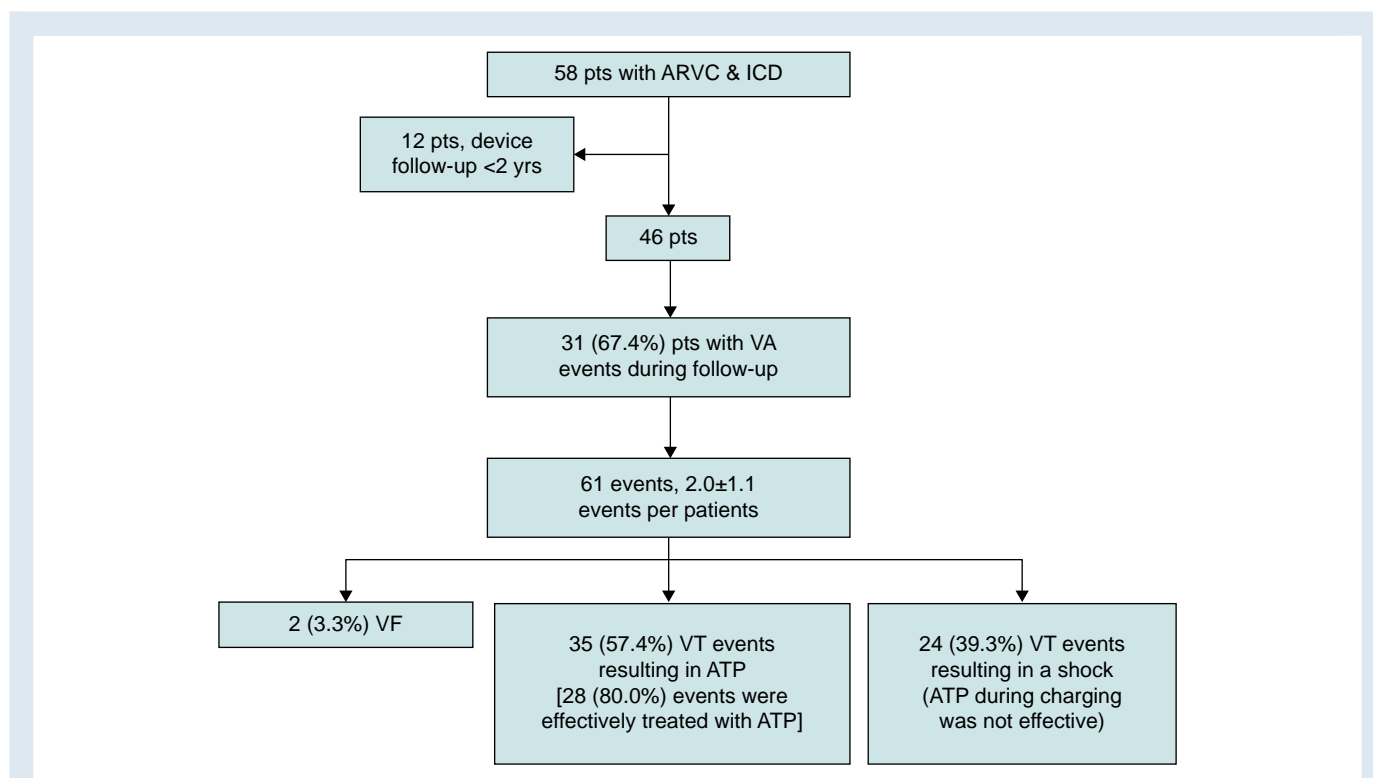 58 pts with ARVC & ICD
12 pts, device
follow-up <2 yrs
46 pts
31 (67.4%) pts with VA
events during follow-up
61 events, 2.0±1.1
events per patients
2 (3.3%) VF
35 (57.4%) VT events
resulting in ATP
[28 (80.0%) events were
effectively treated with ATP]
24 (39.3%) VT events
resulting in a shock
(ATP during charging
was not effective)